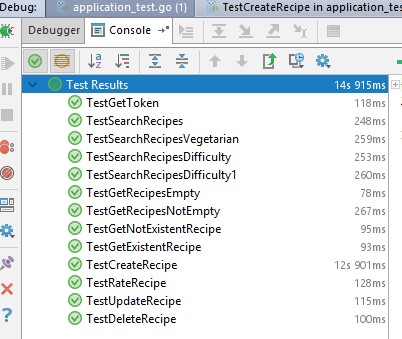 Debug: application_test.go (1) TestCreateRecipe in application_tes
Debugger Console
Test Results 14s 915ms
TestGetToken 118ms
TestSearchRecipes 248ms
TestSearchRecipesVegetarian 259ms
TestSearchRecipesDifficulty 253ms
TestSearchRecipesDifficulty1 260ms
TestGetRecipesEmpty 78ms
TestGetRecipesNotEmpty 267ms
TestGetNotExistentRecipe 95ms
TestGetExistentRecipe 93ms
TestCreateRecipe 12s 901ms
TestRateRecipe 128ms
TestUpdateRecipe 115ms
TestDeleteRecipe 100ms